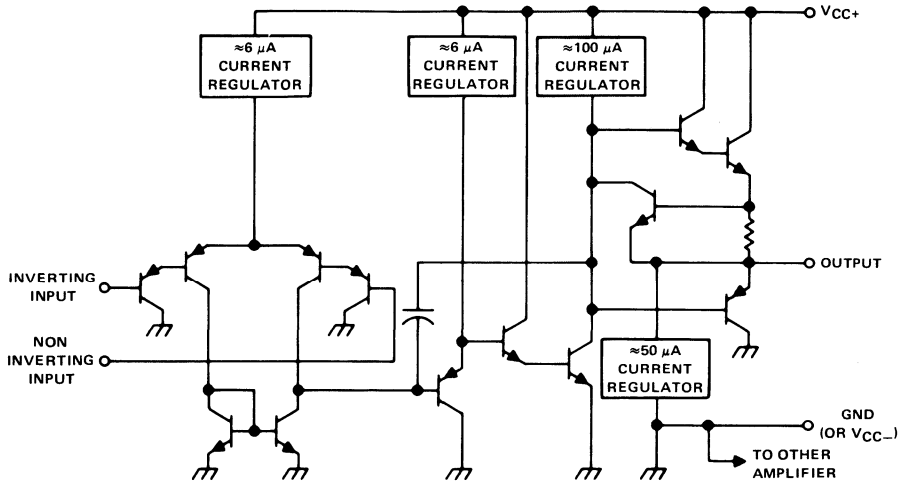 VCC+
≈6 μA
CURRENT
REGULATOR
≈6 μA
CURRENT
REGULATOR
≈100 μA
CURRENT
REGULATOR
INVERTING
INPUT
OUTPUT
NON
INVERTING
INPUT
≈50 μA
CURRENT
REGULATOR
GND
(OR VCC–)
TO OTHER
AMPLIFIER